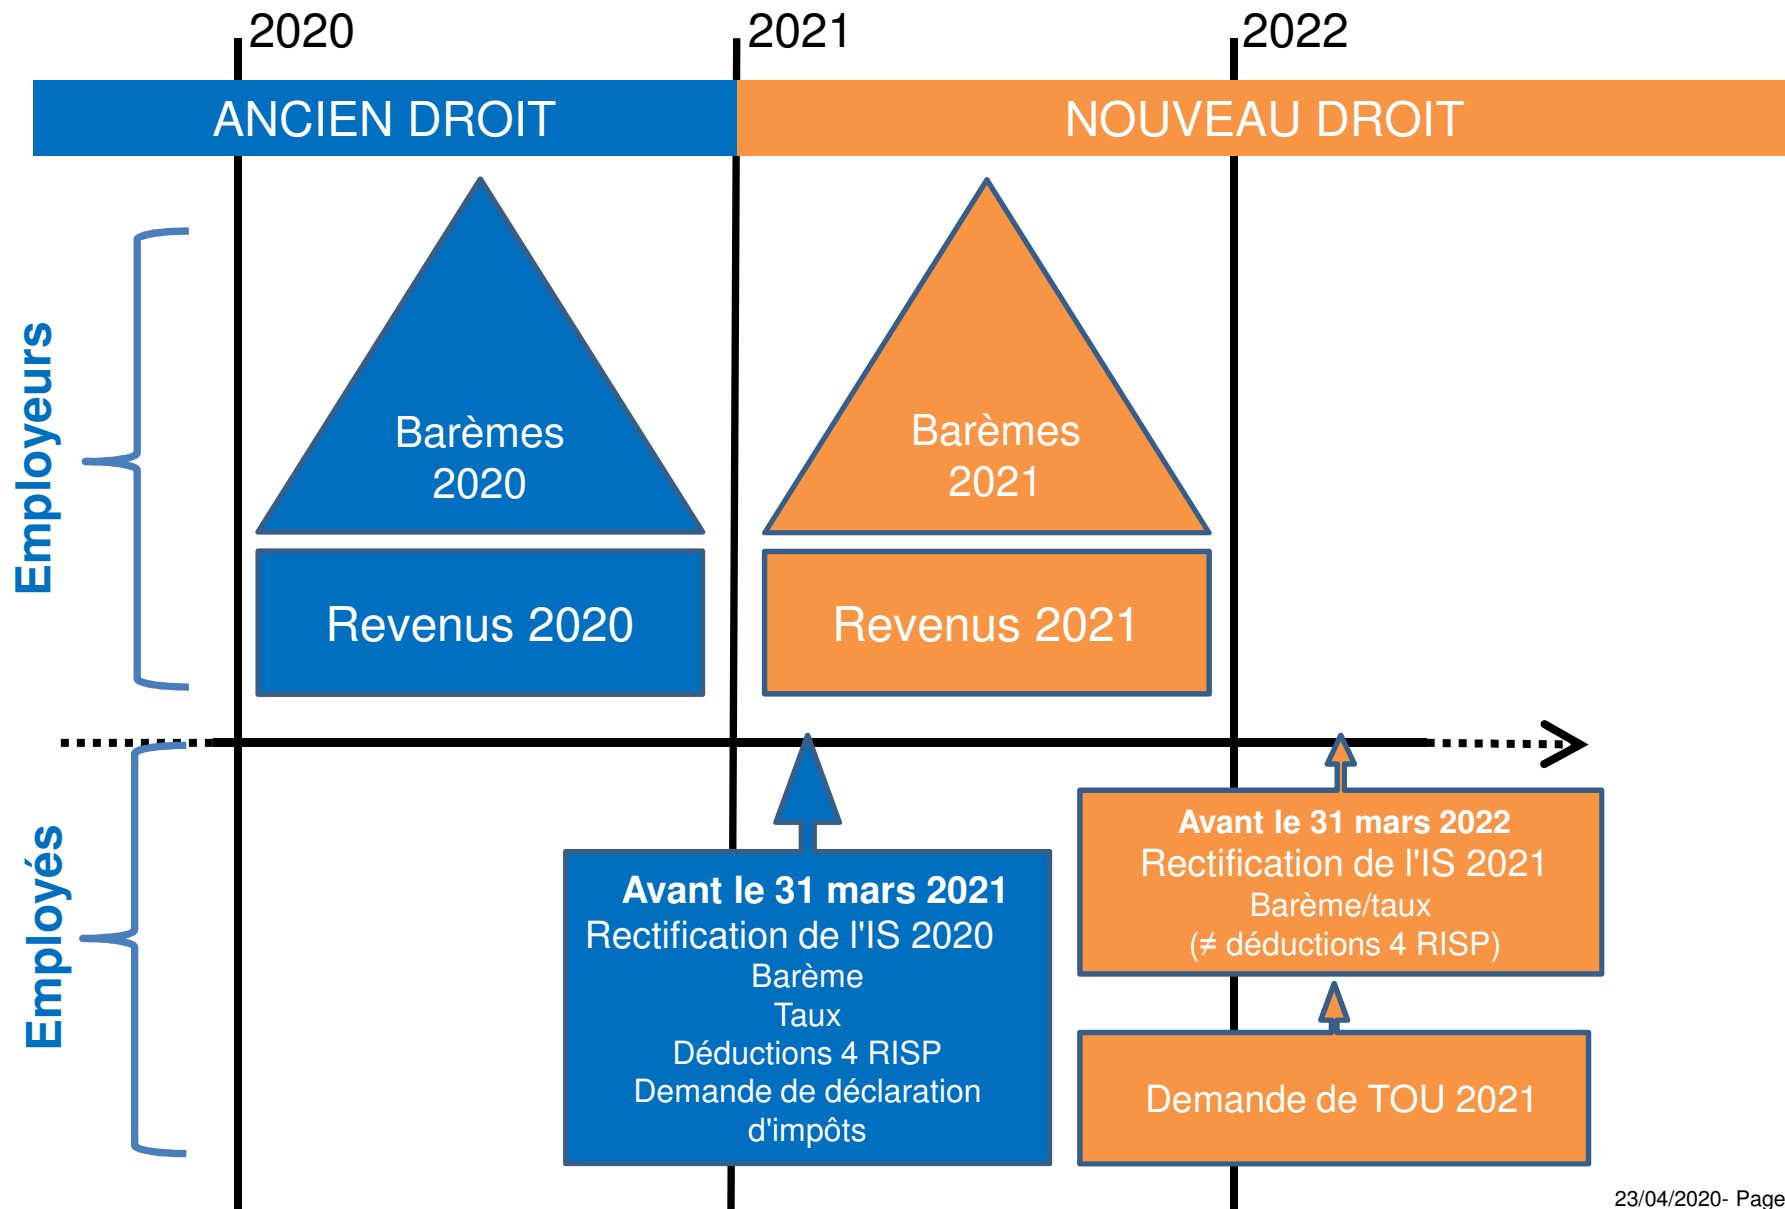 2020
2021
2022
ANCIEN DROIT
NOUVEAU DROIT
Employeurs
Barèmes
2020
Barèmes
2021
Revenus 2020
Revenus 2021
Employés
Avant le 31 mars 2021
Rectification de l'IS 2020
Barème
Taux
Déductions 4 RISP
Demande de déclaration
d'impôts
Avant le 31 mars 2022
Rectification de l'IS 2021
Barème/taux
(≠ déductions 4 RISP)
Demande de TOU 2021
23/04/2020- Page